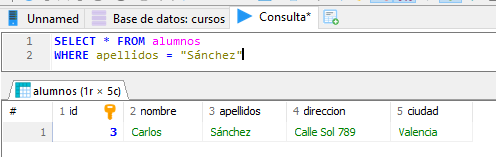 Unnamed Base de datos: cursos Consulta*
1 SELECT * FROM alumnos
2 WHERE apellidos = "Sánchez"
alumnos (1r × 5c)
# 1 id 2 nombre 3 apellidos 4 direccion 5 ciudad
1 3 Carlos Sánchez Calle Sol 789 Valencia